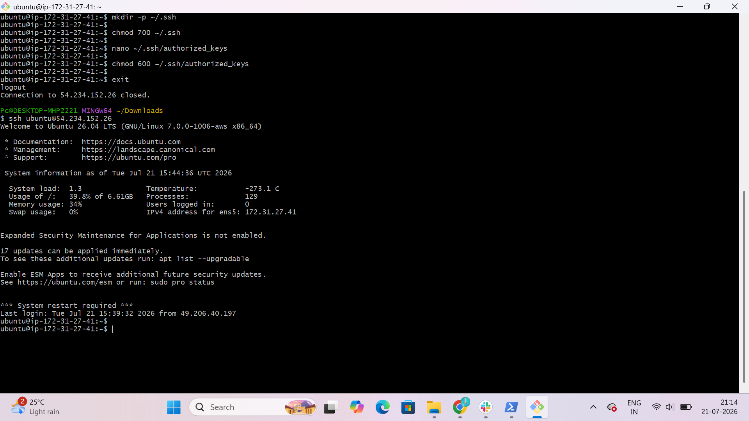 ubuntu@ip-172-31-27-41: ~
ubuntu@ip-172-31-27-41:~$ mkdir -p ~/.ssh
ubuntu@ip-172-31-27-41:~$
ubuntu@ip-172-31-27-41:~$ chmod 700 ~/.ssh
ubuntu@ip-172-31-27-41:~$
ubuntu@ip-172-31-27-41:~$ nano ~/.ssh/authorized_keys
ubuntu@ip-172-31-27-41:~$
ubuntu@ip-172-31-27-41:~$ chmod 600 ~/.ssh/authorized_keys
ubuntu@ip-172-31-27-41:~$
ubuntu@ip-172-31-27-41:~$ exit
logout
Connection to 54.234.152.26 closed.
Pc@DESKTOP-MHP2221 MINGW64 ~/Downloads
$ ssh ubuntu@54.234.152.26
Welcome to Ubuntu 26.04 LTS (GNU/Linux 7.0.0-1006-aws x86_64)
* Documentation: https://docs.ubuntu.com
* Management: https://landscape.canonical.com
* Support: https://ubuntu.com/pro
System information as of Tue Jul 21 15:44:36 UTC 2026
System load: 1.3 Temperature: -273.1 C
Usage of /: 39.8% of 6.61GB Processes: 129
Memory usage: 34% Users logged in: 0
Swap usage: 0% IPv4 address for ens5: 172.31.27.41
Expanded Security Maintenance for Applications is not enabled.
17 updates can be applied immediately.
To see these additional updates run: apt list --upgradable
Enable ESM Apps to receive additional future security updates.
See https://ubuntu.com/esm or run: sudo pro status
*** System restart required ***
Last login: Tue Jul 21 15:39:32 2026 from 49.206.40.197
ubuntu@ip-172-31-27-41:~$
ubuntu@ip-172-31-27-41:~$
2
25°C
Light rain
Search
1
ENG
IN
21:14
21-07-2026